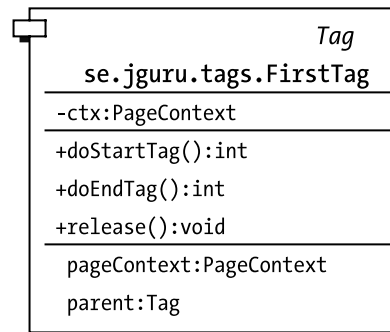 Tag
se.jguru.tags.FirstTag
-ctx:PageContext
+doStartTag():int
+doEndTag():int
+release():void
pageContext:PageContext
parent:Tag